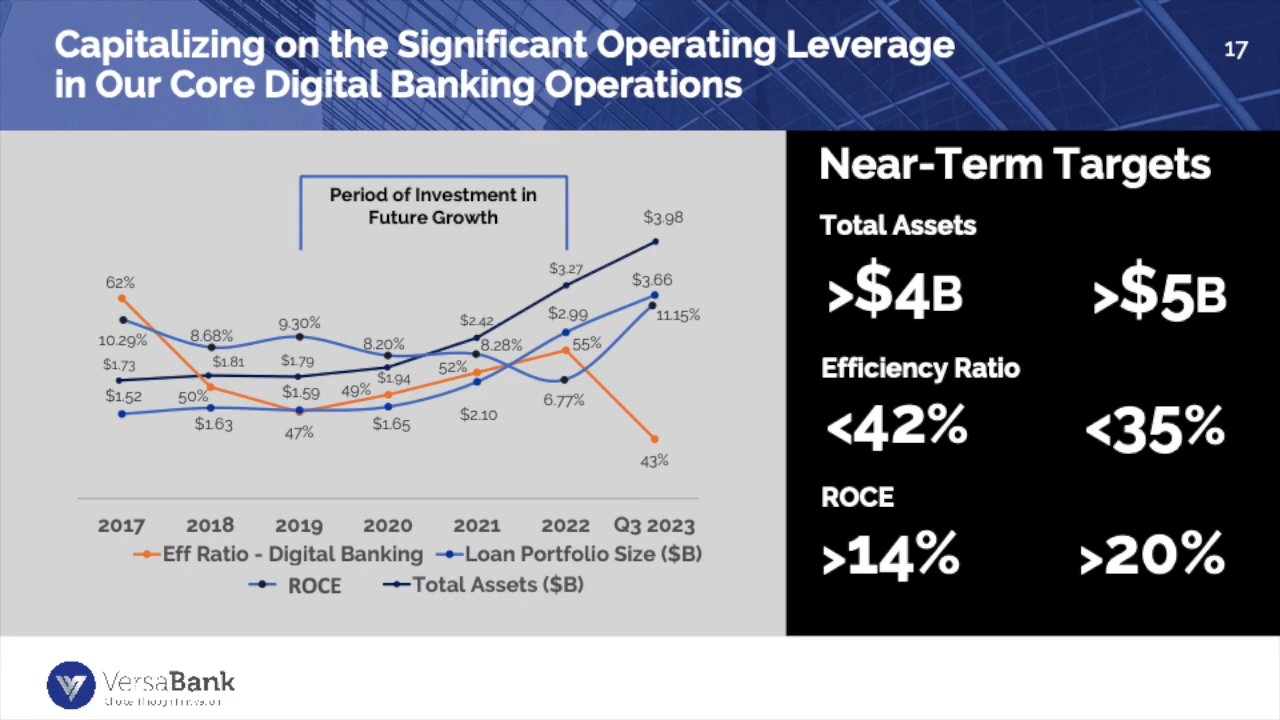 Capitalizing on the Significant Operating Leverage
in Our Core Digital Banking Operations
17
Period of Investment in
Future Growth
62%
10.29%
$1.73
$1.52
8.68%
$1.81
50%
$1.63
9.30%
$1.79
$1.59
47%
8.20%
$1.94
49%
$1.65
$2.42
8.28%
52%
$2.10
$3.27
$2.99
55%
6.77%
$3.98
$3.66
11.15%
43%
2017 2018 2019 2020 2021 2022 Q3 2023
Eff Ratio - Digital Banking Loan Portfolio Size ($B)
ROCE Total Assets ($B)
Near-Term Targets
Total Assets
>$4B >$5B
Efficiency Ratio
<42% <35%
ROCE
>14% >20%
VersaBank